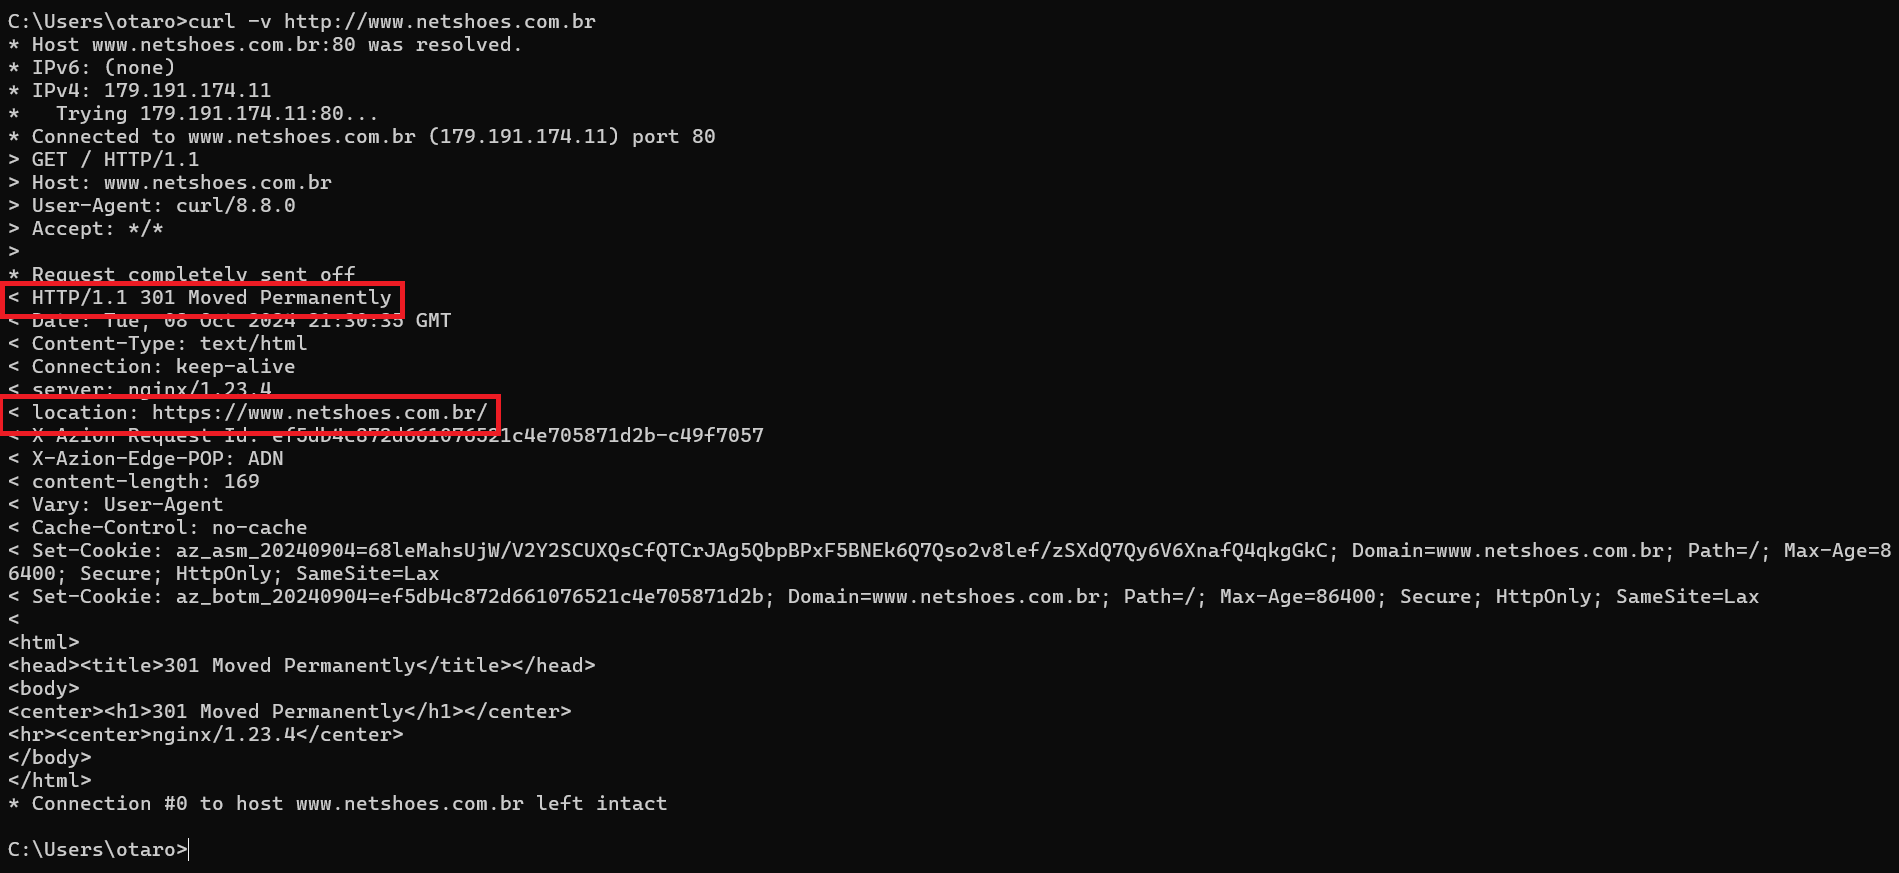 C:\Users\otaro>curl -v http://www.netshoes.com.br
* Host www.netshoes.com.br:80 was resolved.
* IPv6: (none)
* IPv4: 179.191.174.11
*   Trying 179.191.174.11:80...
* Connected to www.netshoes.com.br (179.191.174.11) port 80
> GET / HTTP/1.1
> Host: www.netshoes.com.br
> User-Agent: curl/8.8.0
> Accept: */*
>
* Request completely sent off
< HTTP/1.1 301 Moved Permanently
< Date: Tue, 08 Oct 2024 21:30:35 GMT
< Content-Type: text/html
< Connection: keep-alive
< server: nginx/1.23.4
< location: https://www.netshoes.com.br/
< X-Azion-Request-Id: ef5db4c872d661076521c4e705871d2b-c49f7057
< X-Azion-Edge-POP: ADN
< content-length: 169
< Vary: User-Agent
< Cache-Control: no-cache
< Set-Cookie: az_asm_20240904=68leMahsUjW/V2Y2SCUXQsCfQTCrJAg5QbpBPxF5BNEk6Q7Qso2v8lef/zSXdQ7Qy6V6XnafQ4qkgGkC; Domain=www.netshoes.com.br; Path=/; Max-Age=8
6400; Secure; HttpOnly; SameSite=Lax
< Set-Cookie: az_botm_20240904=ef5db4c872d661076521c4e705871d2b; Domain=www.netshoes.com.br; Path=/; Max-Age=86400; Secure; HttpOnly; SameSite=Lax
<
<html>
<head><title>301 Moved Permanently</title></head>
<body>
<center><h1>301 Moved Permanently</h1></center>
<hr><center>nginx/1.23.4</center>
</body>
</html>
* Connection #0 to host www.netshoes.com.br left intact
C:\Users\otaro>